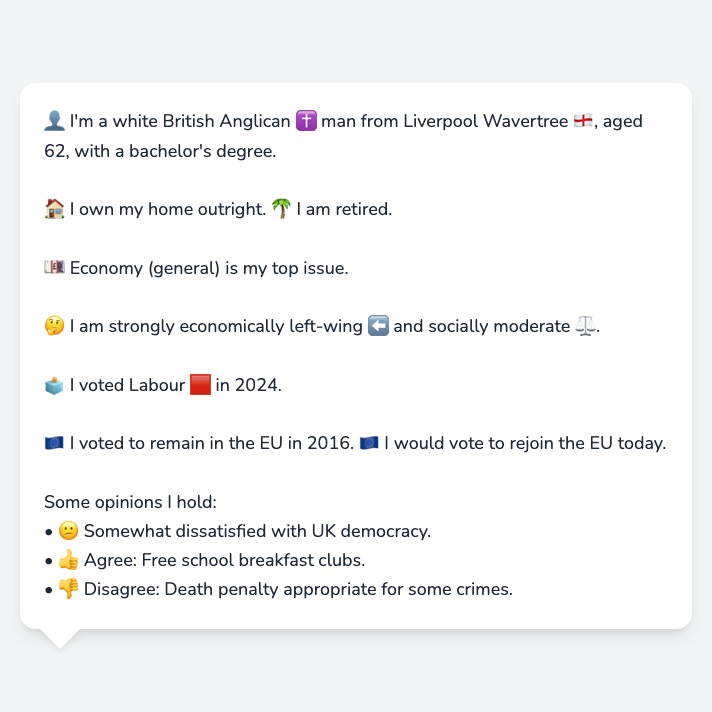 👤 I'm a white British Anglican ✝️ man from Liverpool Wavertree 🏴󠁧󠁢󠁥󠁮󠁧󠁿, aged
62, with a bachelor's degree.
🏠 I own my home outright. 🌴 I am retired.
💷 Economy (general) is my top issue.
🤔 I am strongly economically left-wing ⬅️ and socially moderate ⚖️.
🗳️ I voted Labour 🟥 in 2024.
🇪🇺 I voted to remain in the EU in 2016. 🇪🇺 I would vote to rejoin the EU today.
Some opinions I hold:
• 🙁 Somewhat dissatisfied with UK democracy.
• 👍 Agree: Free school breakfast clubs.
• 👎 Disagree: Death penalty appropriate for some crimes.